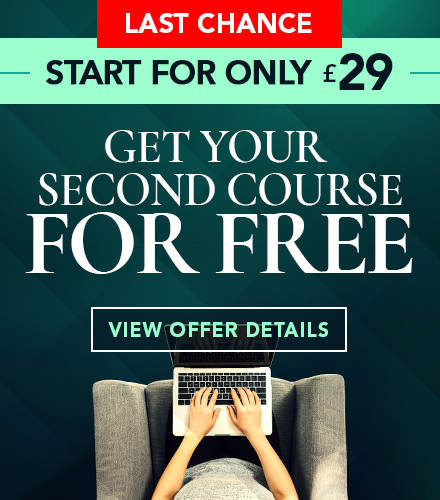 LAST CHANCE
START FOR ONLY £29
GET YOUR
SECOND COURSE
FOR FREE
VIEW OFFER DETAILS